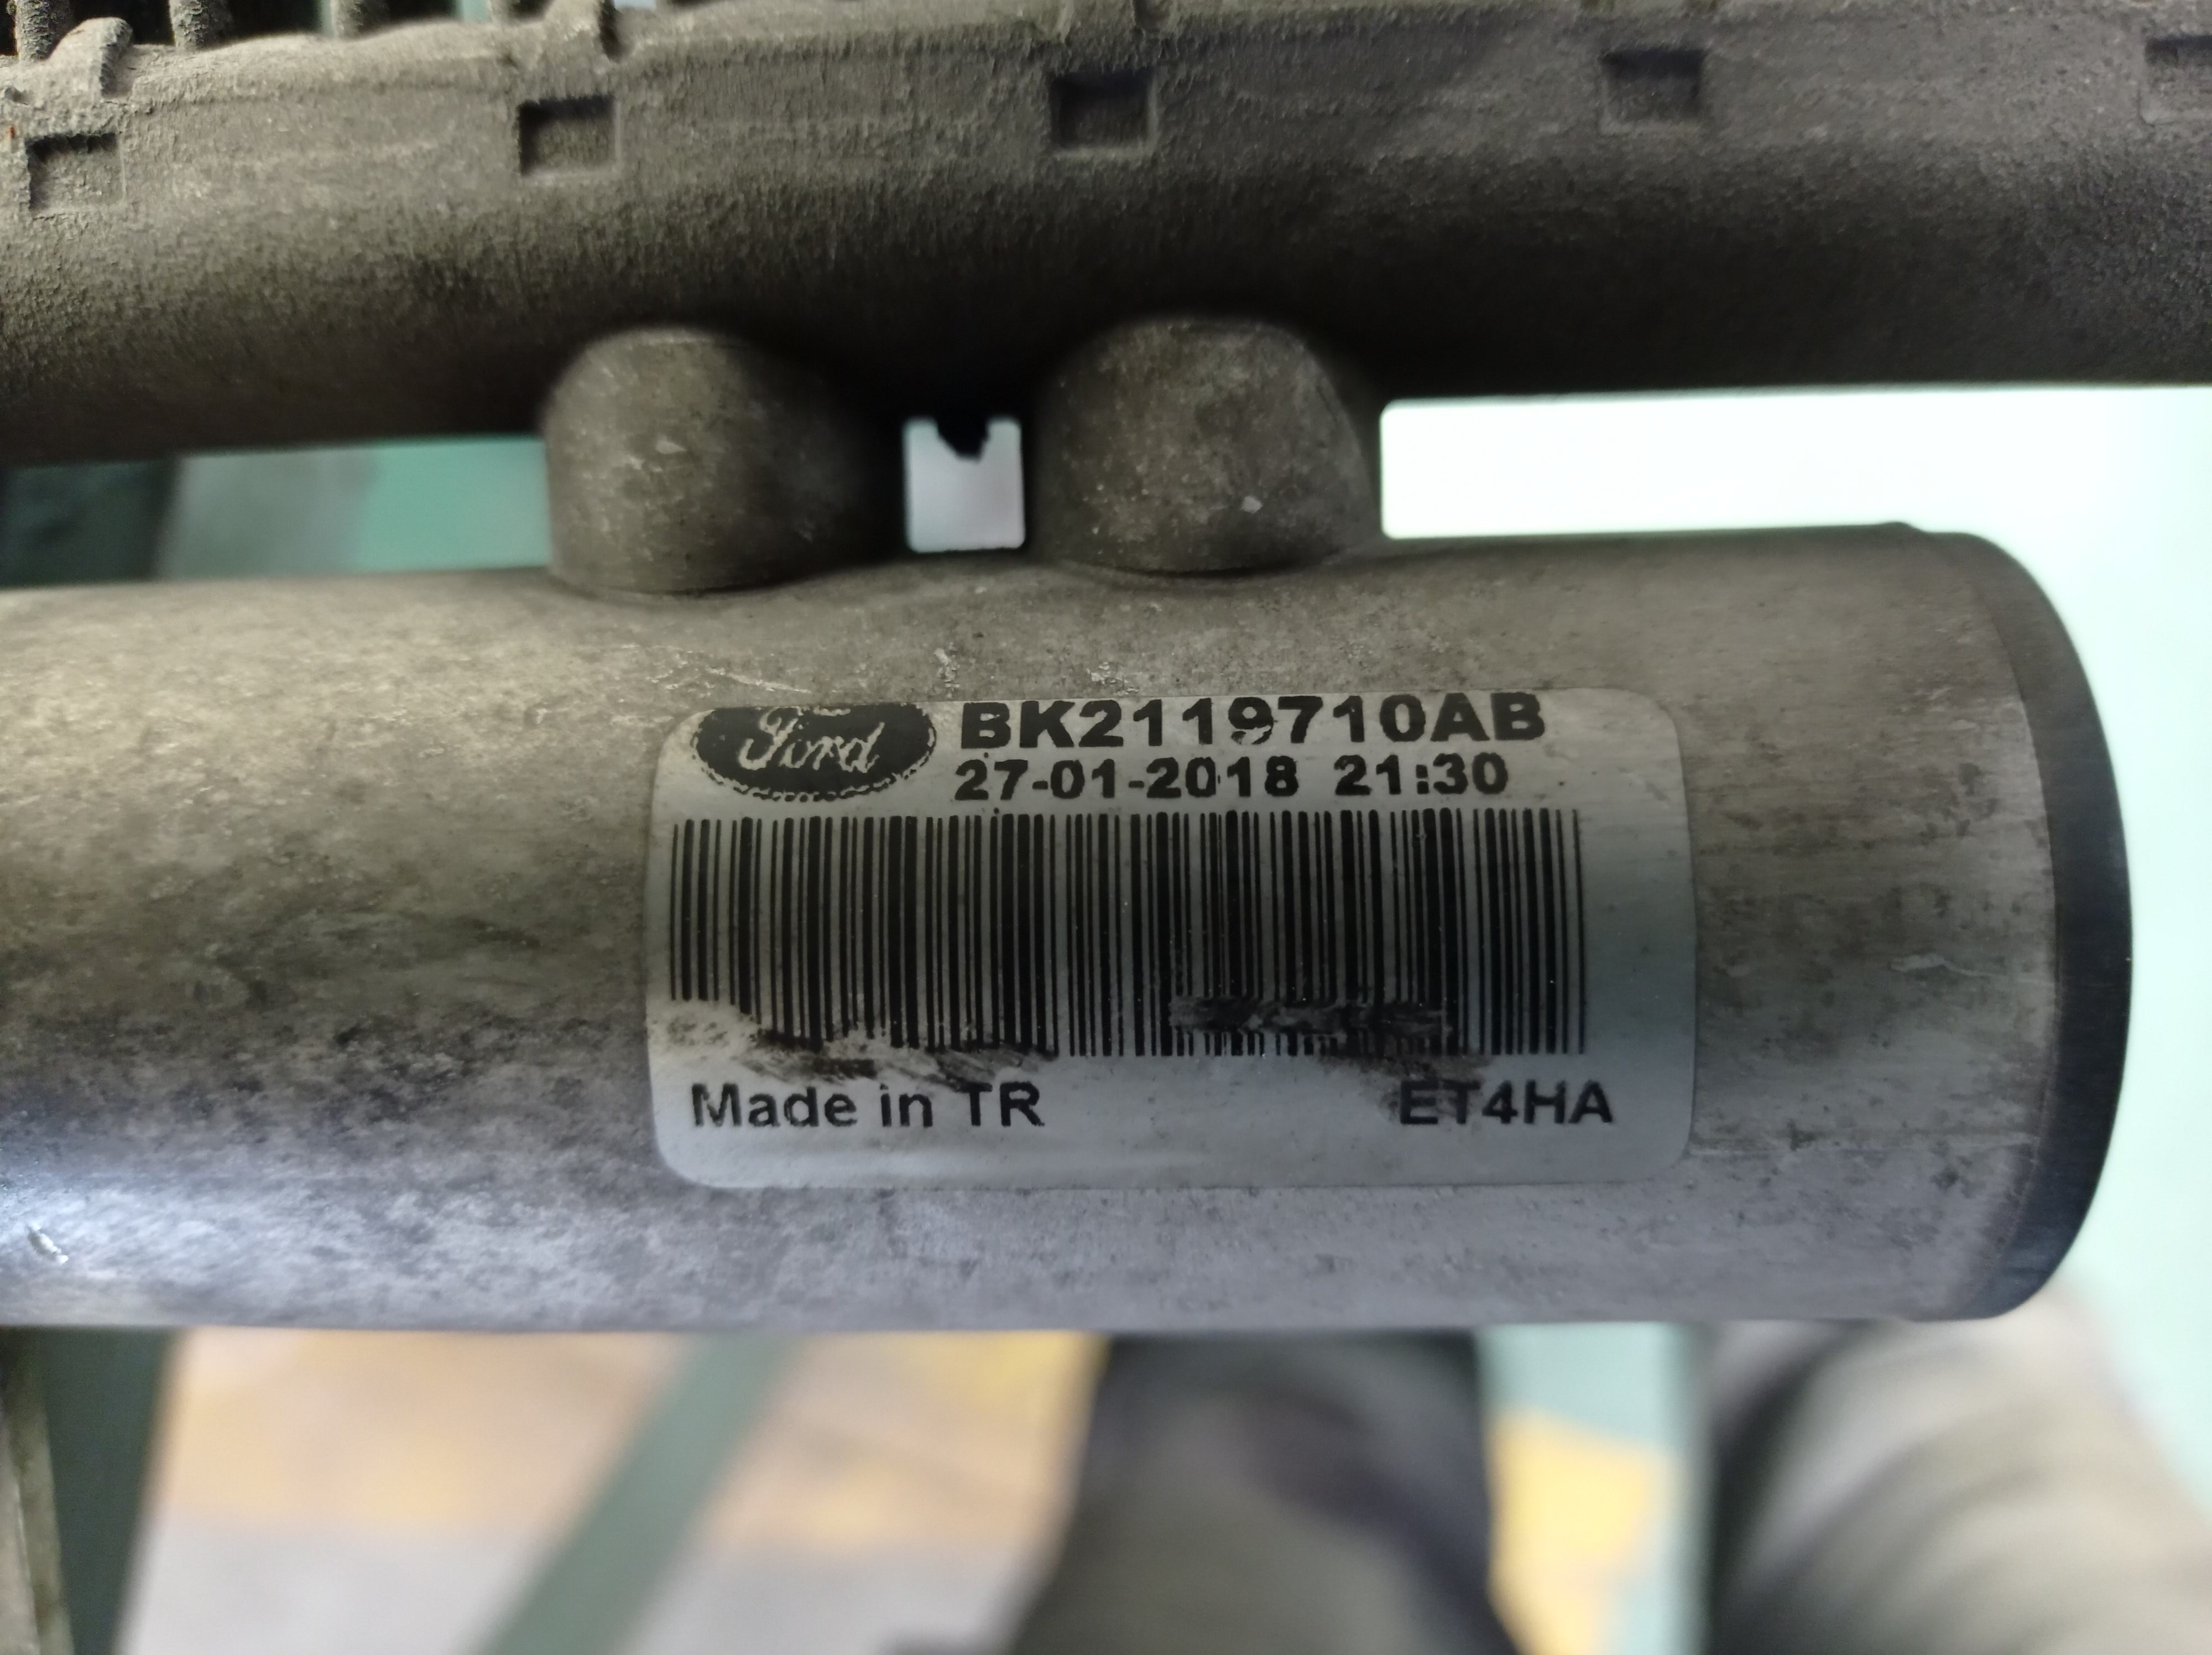 Ford BK2119710AB
27-01-2018 21:30
Made in TR ET4HA